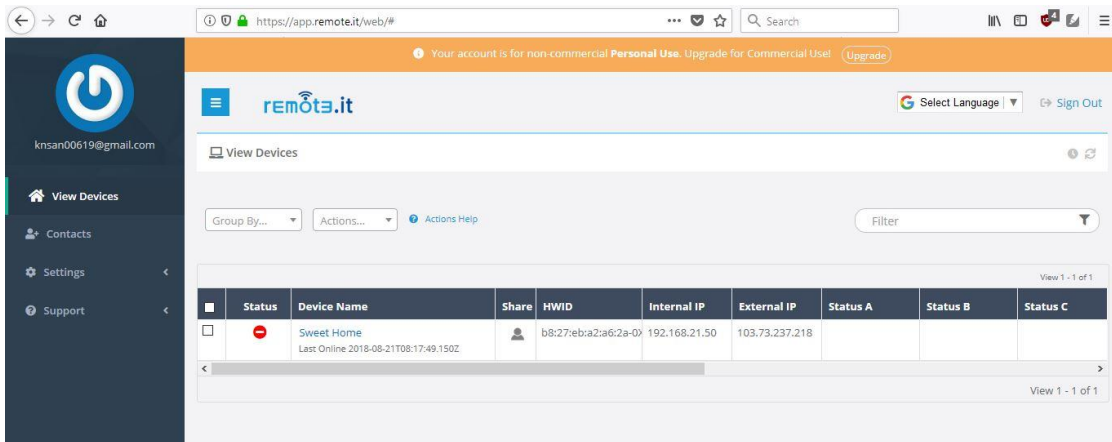 https://app.remote.it/web/#
Search
4
Your account is for non-commercial Personal Use. Upgrade for Commercial Use! Upgrade
remote.it
G Select Language ▼
Sign Out
knsan00619@gmail.com
View Devices
View Devices
Contacts
Settings
Support
Group By...
Actions...
Actions Help
Filter
View 1 - 1 of 1
Status Device Name Share HWID Internal IP External IP Status A Status B Status C
Sweet Home b8:27:eb:a2:a6:2a-0 192.168.21.50 103.73.237.218
Last Online 2018-08-21T08:17:49.150Z
View 1 - 1 of 1